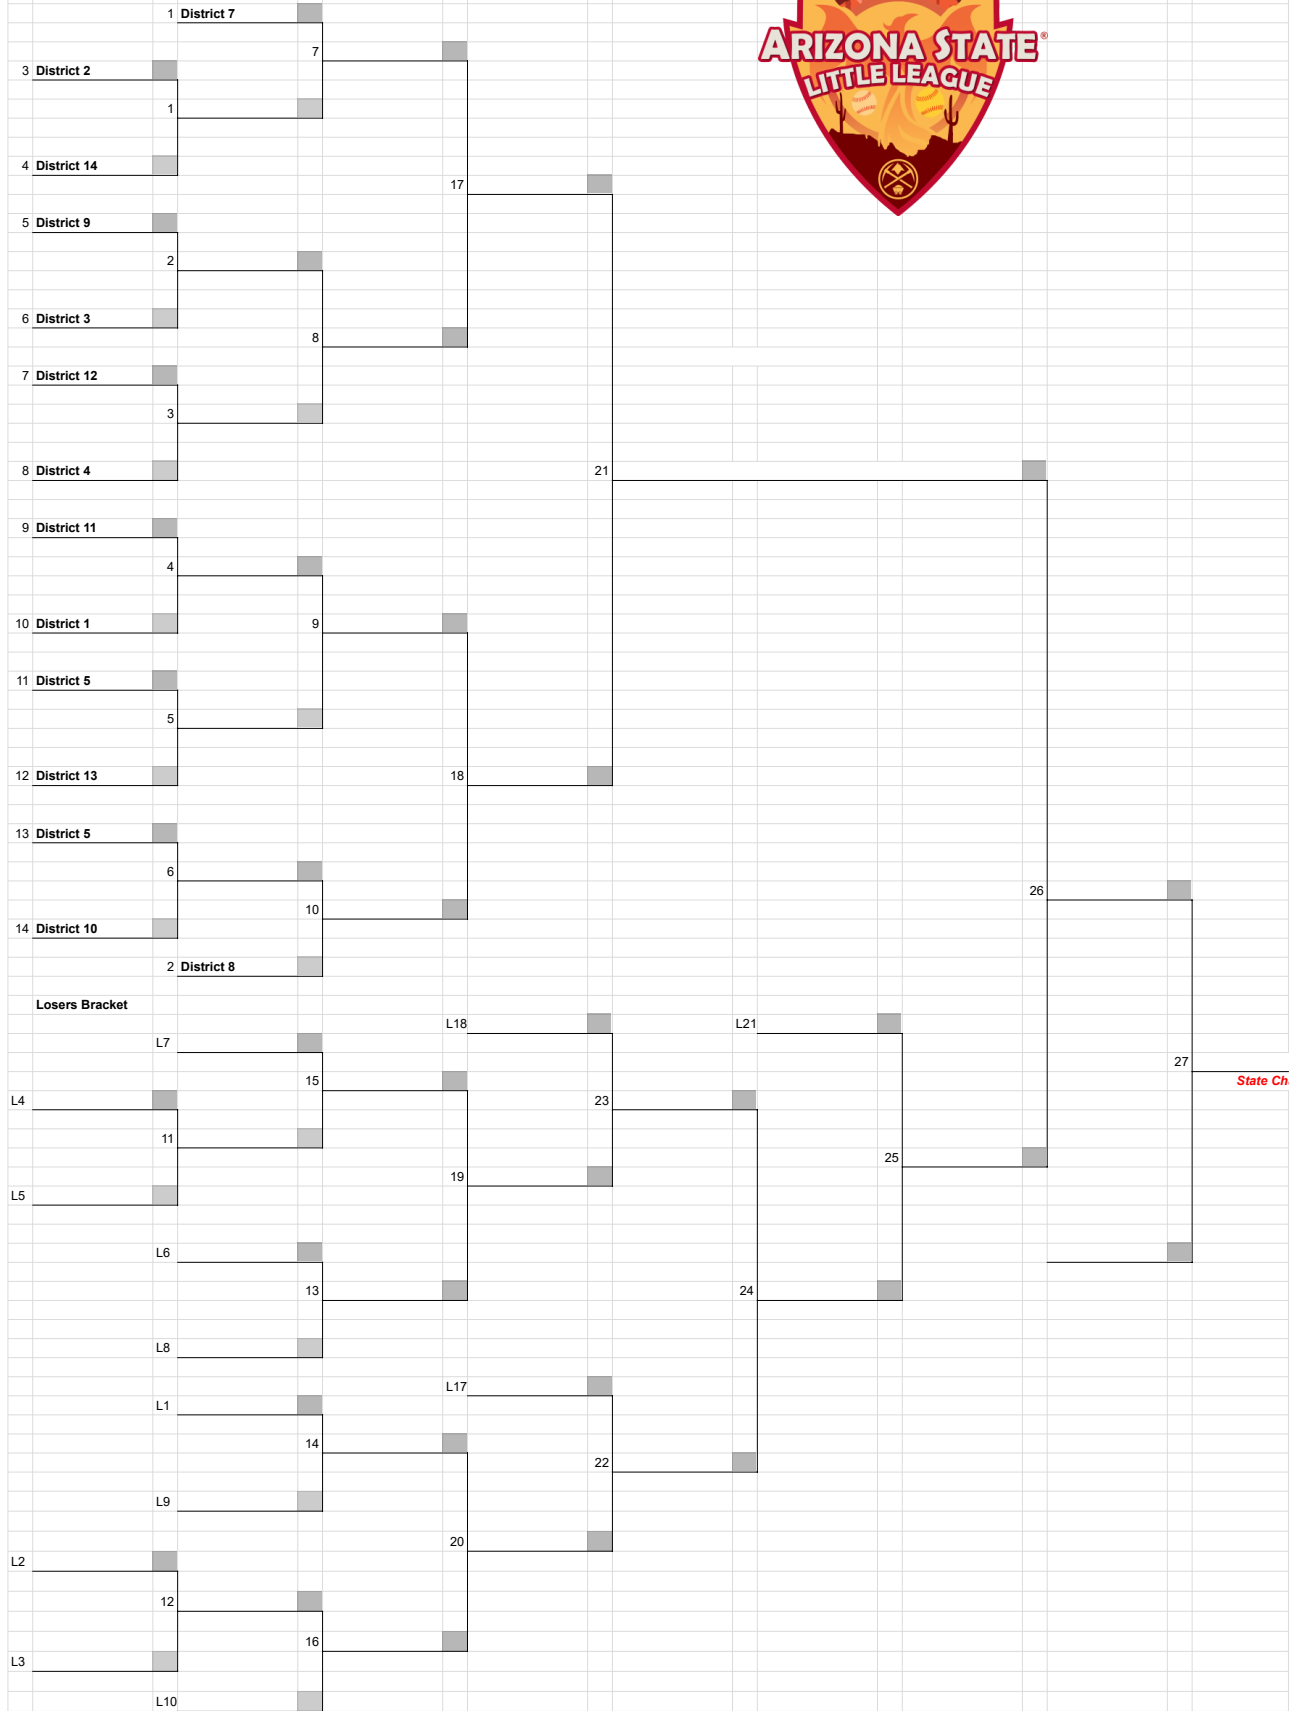 1 District 7
ARIZONA STATE®
LITTLE LEAGUE
7
3 District 2
1
4 District 14
17
5 District 9
2
6 District 3
8
7 District 12
3
8 District 4
21
9 District 11
4
10 District 1
9
11 District 5
5
12 District 13
18
13 District 5
6
26
10
14 District 10
2 District 8
Losers Bracket
L18
L21
L7
27
15
State Ch
L4
23
11
25
19
L5
L6
13
24
L8
L17
L1
14
22
L9
20
L2
12
16
L3
L10